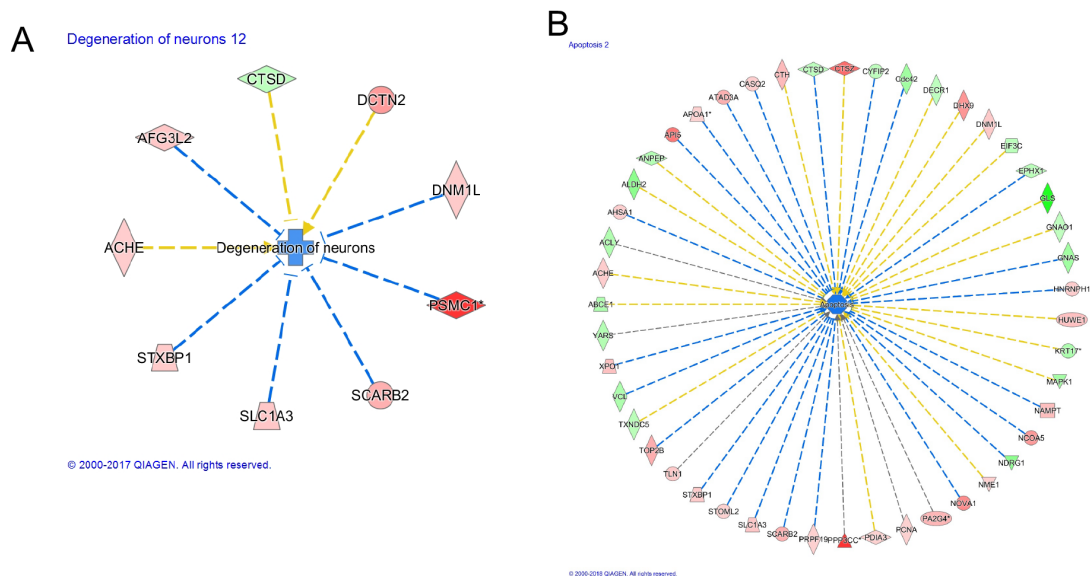 A
Degeneration of neurons 12
CTSD
DCTN2
AFG3L2
DNM1L
ACHE
Degeneration of neurons
PSMC1*
STXBP1
SCARB2
SLC1A3
© 2000-2017 QIAGEN. All rights reserved.
B
Apoptosis 2
CTH
CTSD
CTSZ
CYFIP2
Cdc42
CASQ2
DECR1
ATAD3A
DHX9
APOA1*
DNM1L
API5
EIF3C
ANPEP
EPHX1
ALDH2
GLS
AHSA1
GNAO1
ACLY
GNAS
ACHE
HNRNPH1
ABCE1
Apoptosis
HUWE1
YARS
KRT17*
XPO1
MAPK1
VCL
NAMPT
TXNDC5
NCOA5
TOP2B
NDRG1
TLN1
NME1
STXBP1
NOVA1
STOML2
PA2G4*
SLC1A3
PCNA
SCARB2
PRPF19
PPP3CC*
PDIA3
© 2000-2018 QIAGEN. All rights reserved.